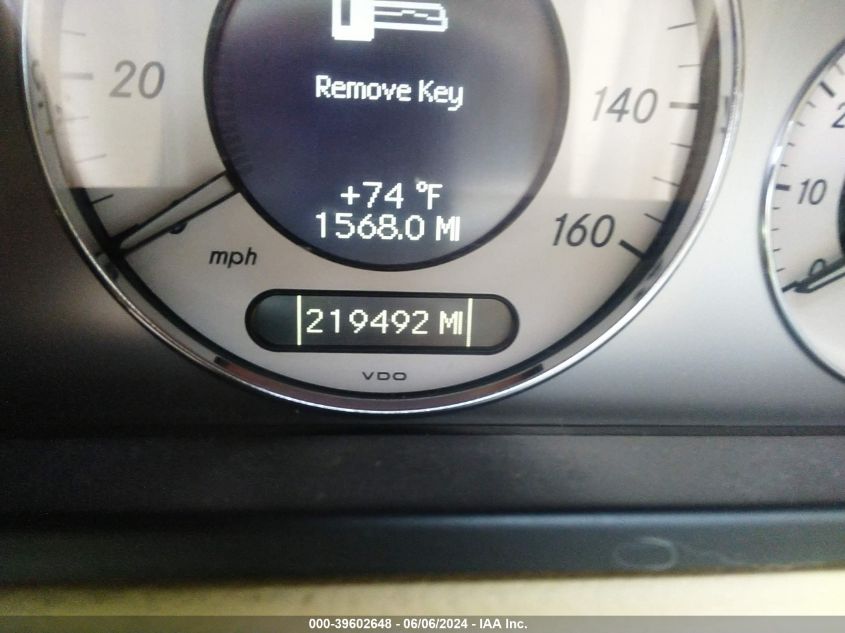 20
Remove Key
140
+74 °F
1568.0 MI
160
mph
219492 MI
VDO
10
0
000-39602648 - 06/06/2024 - IAA Inc.